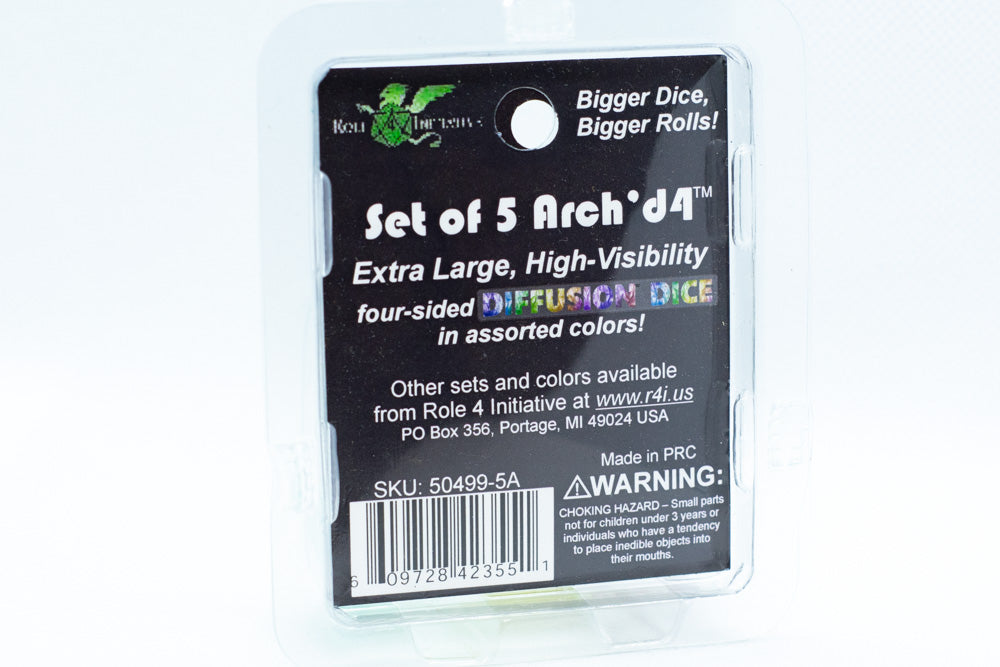 Role 4 Initiative
Bigger Dice,
Bigger Rolls!
Set of 5 Arch'd4™
Extra Large, High-Visibility
four-sided DIFFUSION DICE
in assorted colors!
Other sets and colors available
from Role 4 Initiative at www.r4i.us
PO Box 356, Portage, MI 49024 USA
Made in PRC
SKU: 50499-5A
⚠WARNING:
CHOKING HAZARD – Small parts
not for children under 3 years or
individuals who have a tendency
to place inedible objects into
their mouths.
6 09728 42355 1